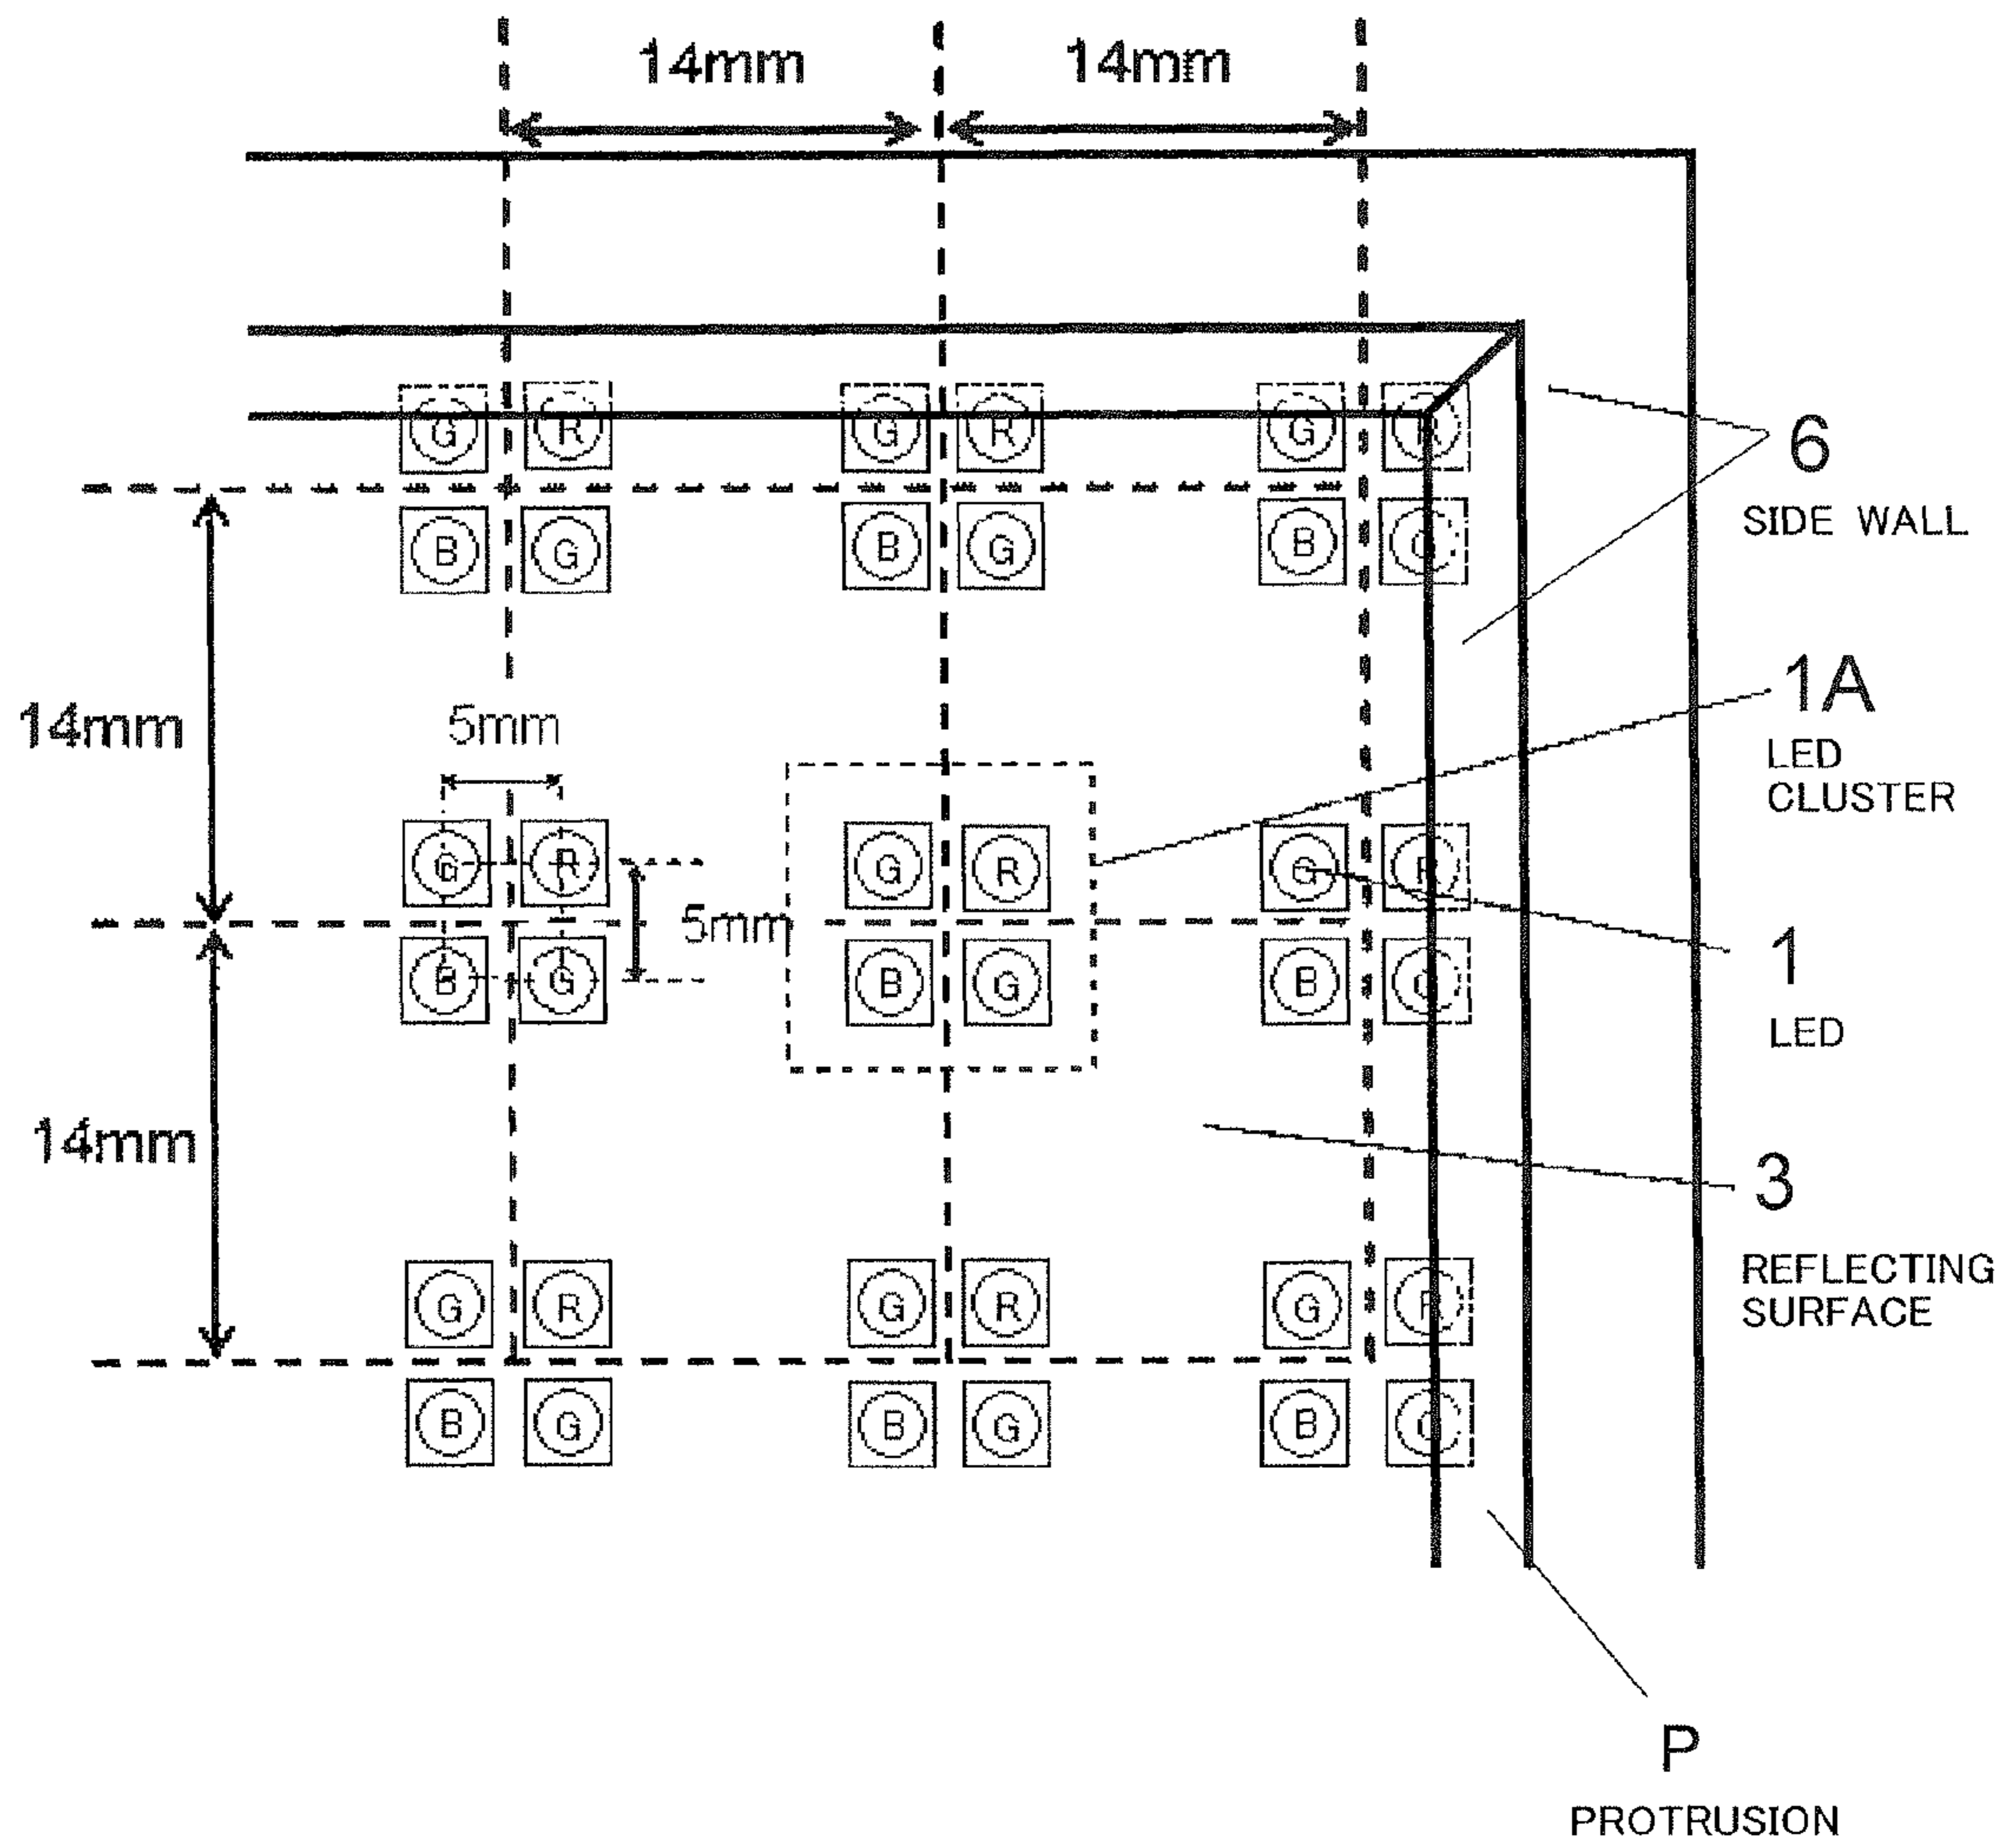 14mm 14mm
G R G R G R
6
SIDE WALL
B G B G B G
1A
14mm
5mm
LED
CLUSTER
G R G R G R
5mm
1
B G B G B G
LED
14mm
3
REFLECTING
SURFACE
G R G R G R
B G B G B G
P
PROTRUSION